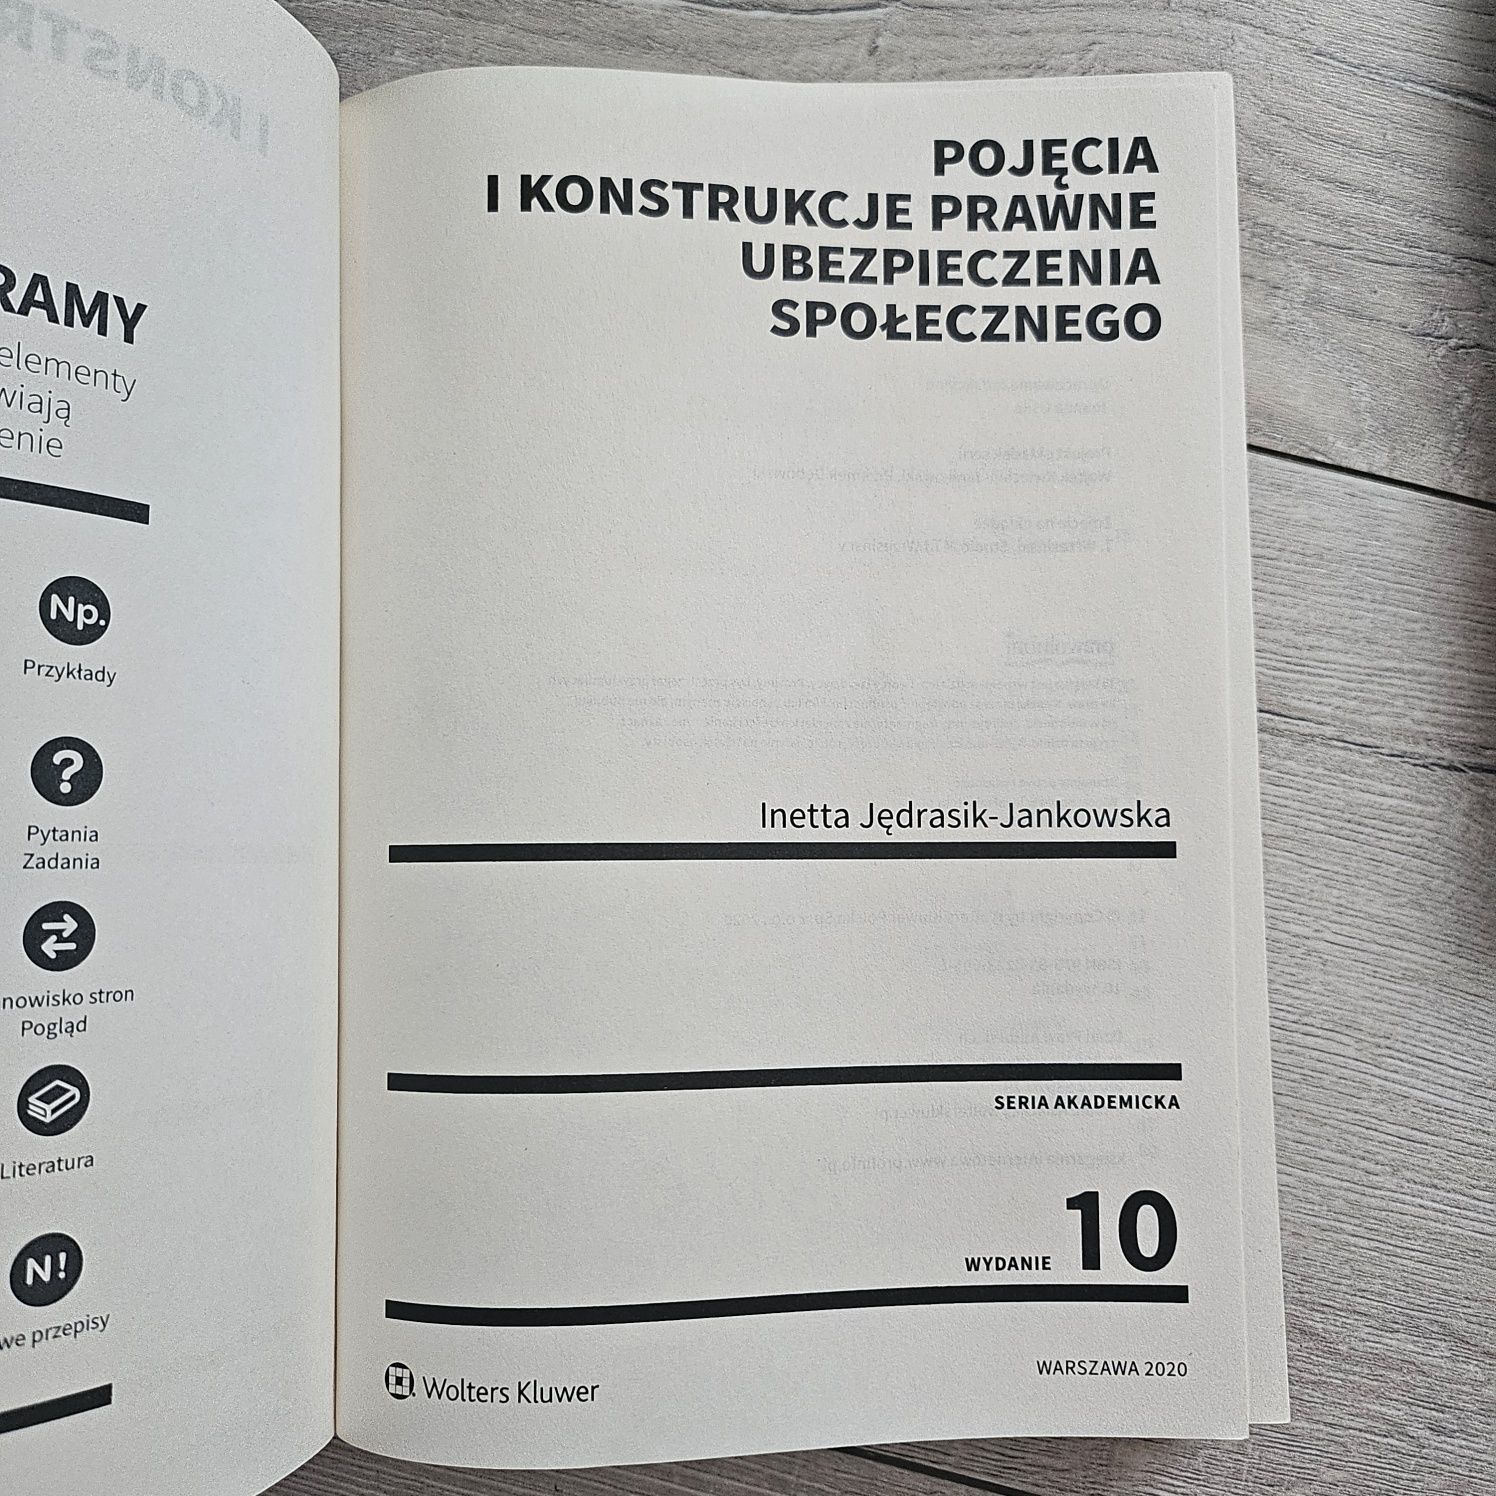 RAMY
elementy
wiają
enie
Np.
Przykłady
?
Pytania
Zadania
nowisko stron
Pogląd
Literatura
N!
we przepisy
POJĘCIA
I KONSTRUKCJE PRAWNE
UBEZPIECZENIA
SPOŁECZNEGO
Inetta Jędrasik-Jankowska
SERIA AKADEMICKA
WYDANIE 10
Wolters Kluwer
WARSZAWA 2020